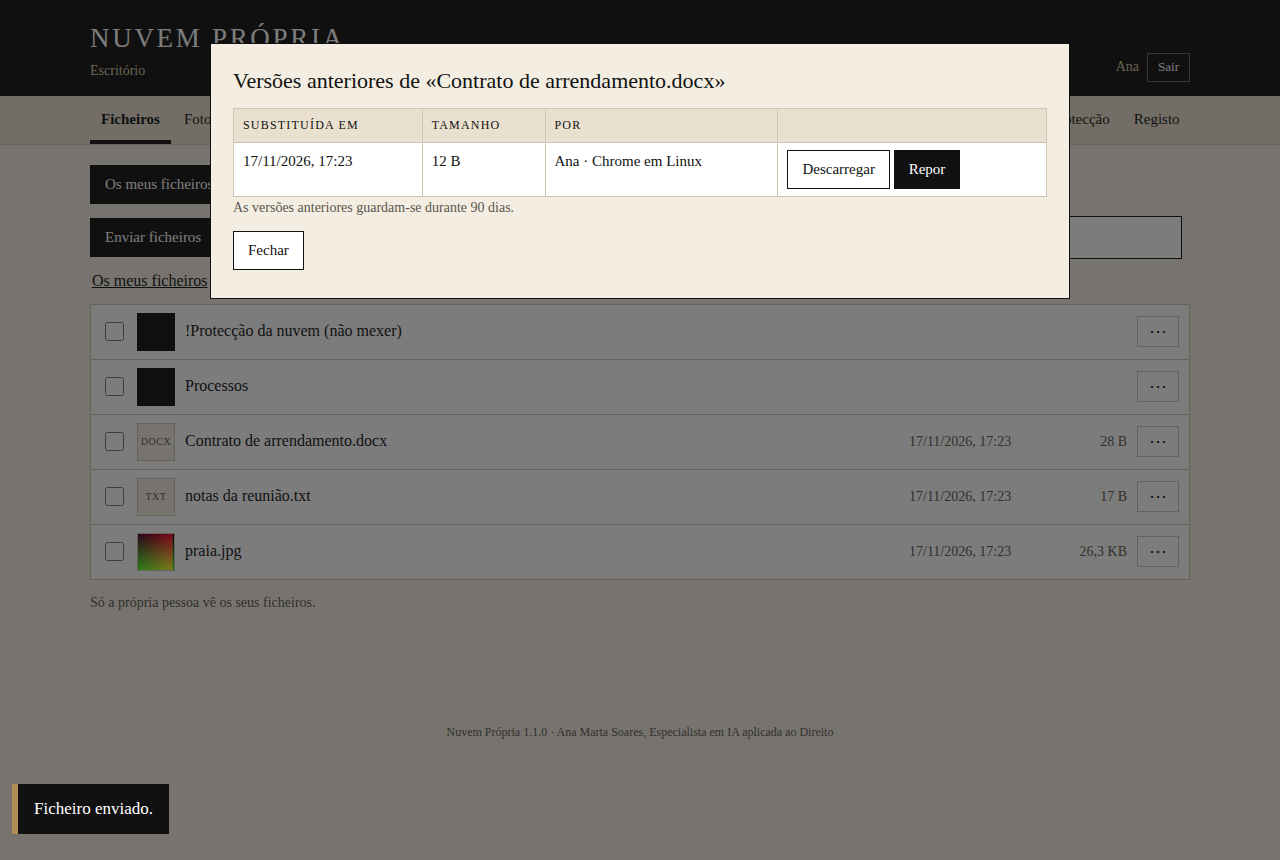 NUVEM PRÓPRIA
Escritório
Ana Sair
Versões anteriores de «Contrato de arrendamento.docx»
SUBSTITUÍDA EM TAMANHO POR
17/11/2026, 17:23 12 B Ana · Chrome em Linux Descarregar Repor
As versões anteriores guardam-se durante 90 dias.
Fechar
Ficheiros Registo
Os meus ficheiros
Enviar ficheiros
Os meus ficheiros
!Protecção da nuvem (não mexer) ...
Processos ...
DOCX Contrato de arrendamento.docx 17/11/2026, 17:23 28 B ...
TXT notas da reunião.txt 17/11/2026, 17:23 17 B ...
praia.jpg 17/11/2026, 17:23 26,3 KB ...
Só a própria pessoa vê os seus ficheiros.
Nuvem Própria 1.1.0 · Ana Marta Soares, Especialista em IA aplicada ao Direito
Ficheiro enviado.